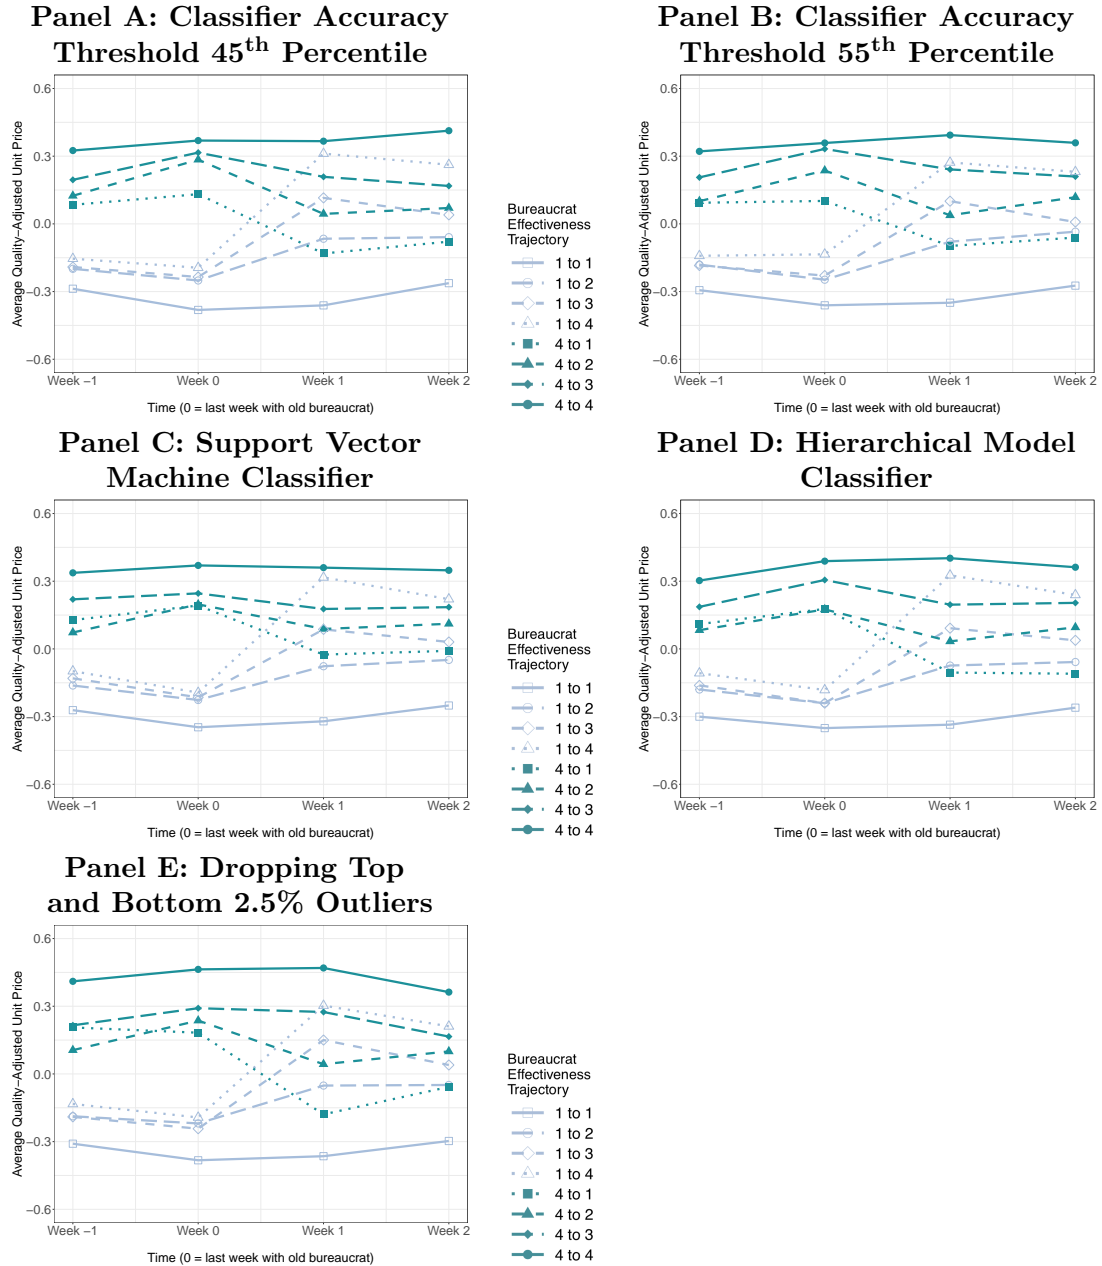 Panel A: Classifier Accuracy
Threshold 45th Percentile
Average Quality−Adjusted Unit Price
0.6
0.3
0.0
−0.3
−0.6
Week −1
Week 0
Week 1
Week 2
Time (0 = last week with old bureaucrat)
Bureaucrat
Effectiveness
Trajectory
1 to 1
1 to 2
1 to 3
1 to 4
4 to 1
4 to 2
4 to 3
4 to 4
Panel B: Classifier Accuracy
Threshold 55th Percentile
Average Quality−Adjusted Unit Price
0.6
0.3
0.0
−0.3
−0.6
Week −1
Week 0
Week 1
Week 2
Time (0 = last week with old bureaucrat)
Panel C: Support Vector
Machine Classifier
Average Quality−Adjusted Unit Price
0.6
0.3
0.0
−0.3
−0.6
Week −1
Week 0
Week 1
Week 2
Time (0 = last week with old bureaucrat)
Bureaucrat
Effectiveness
Trajectory
1 to 1
1 to 2
1 to 3
1 to 4
4 to 1
4 to 2
4 to 3
4 to 4
Panel D: Hierarchical Model
Classifier
Average Quality−Adjusted Unit Price
0.6
0.3
0.0
−0.3
−0.6
Week −1
Week 0
Week 1
Week 2
Time (0 = last week with old bureaucrat)
Panel E: Dropping Top
and Bottom 2.5% Outliers
Average Quality−Adjusted Unit Price
0.6
0.3
0.0
−0.3
−0.6
Week −1
Week 0
Week 1
Week 2
Time (0 = last week with old bureaucrat)
Bureaucrat
Effectiveness
Trajectory
1 to 1
1 to 2
1 to 3
1 to 4
4 to 1
4 to 2
4 to 3
4 to 4